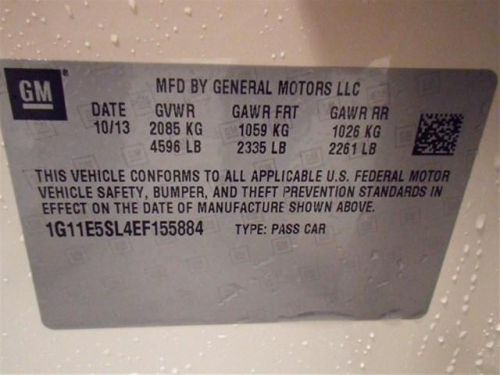 GM
MFD BY GENERAL MOTORS LLC
DATE GVWR GAWR FRT GAWR RR
10/13 2085 KG 1059 KG 1026 KG
4596 LB 2335 LB 2261 LB
THIS VEHICLE CONFORMS TO ALL APPLICABLE U.S. FEDERAL MOTOR
VEHICLE SAFETY, BUMPER, AND THEFT PREVENTION STANDARDS IN
EFFECT ON THE DATE OF MANUFACTURE SHOWN ABOVE.
1G11E5SL4EF155884 TYPE: PASS CAR